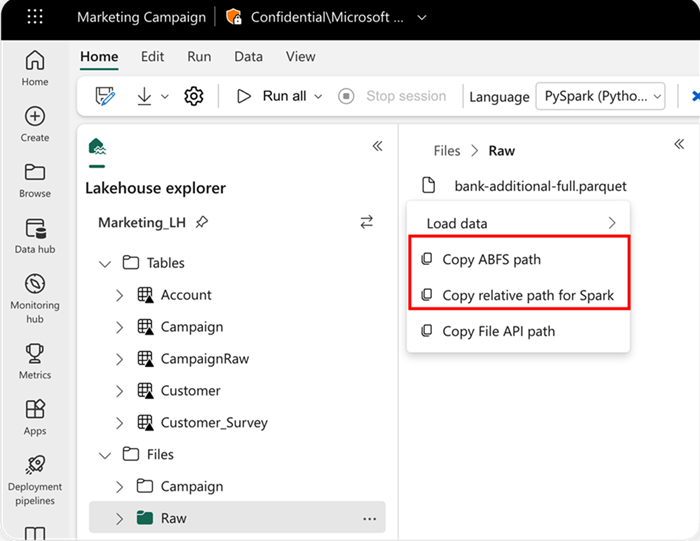 Marketing Campaign
Confidential\Microsoft ...
Home
Edit
Run
Data
View
Run all
Stop session
Language
PySpark (Pytho...
Home
Create
Browse
Data hub
Monitoring
hub
Metrics
Apps
Deployment
pipelines
Lakehouse explorer
Marketing_LH
Tables
Account
Campaign
CampaignRaw
Customer
Customer_Survey
Files
Campaign
Raw
...
Files > Raw
bank-additional-full.parquet
Load data
Copy ABFS path
Copy relative path for Spark
Copy File API path